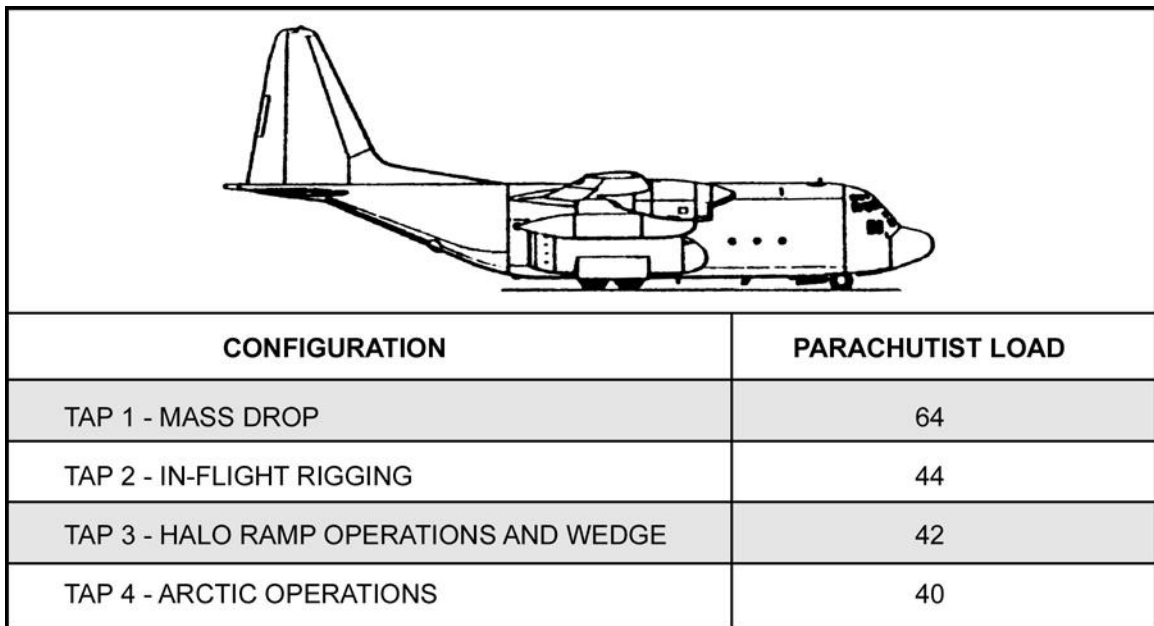 CONFIGURATION PARACHUTIST LOAD
TAP 1 - MASS DROP 64
TAP 2 - IN-FLIGHT RIGGING 44
TAP 3 - HALO RAMP OPERATIONS AND WEDGE 42
TAP 4 - ARCTIC OPERATIONS 40